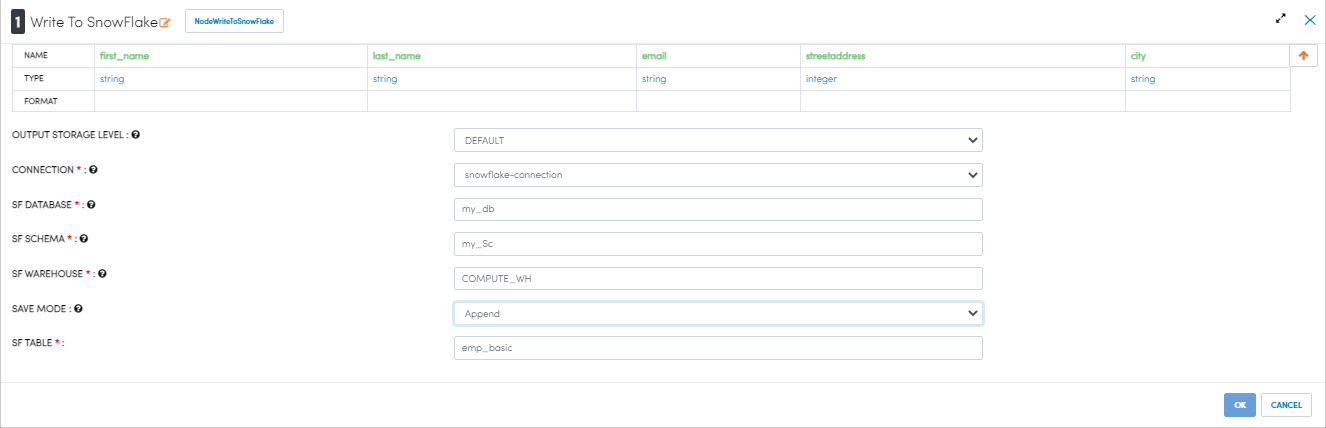 1 Write To SnowFlake NodeWriteToSnowFlake
NAME first_name last_name email streetaddress city
TYPE string string string integer string
FORMAT
OUTPUT STORAGE LEVEL : DEFAULT
CONNECTION * : snowflake-connection
SF DATABASE * : my_db
SF SCHEMA * : my_Sc
SF WAREHOUSE * : COMPUTE_WH
SAVE MODE : Append
SF TABLE * : emp_basic
OK CANCEL